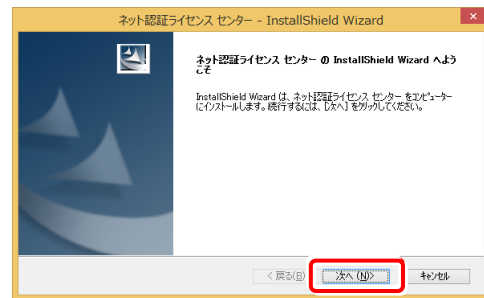 ネット認証ライセンス センター - InstallShield Wizard
ネット認証ライセンス センター の InstallShield Wizard へよう
こそ
InstallShield Wizard は、ネット認証ライセンス センター をコンピューター
にインストールします。続行するには、[次へ] をクリックしてください。
< 戻る(B)
次へ (N)>
キャンセル